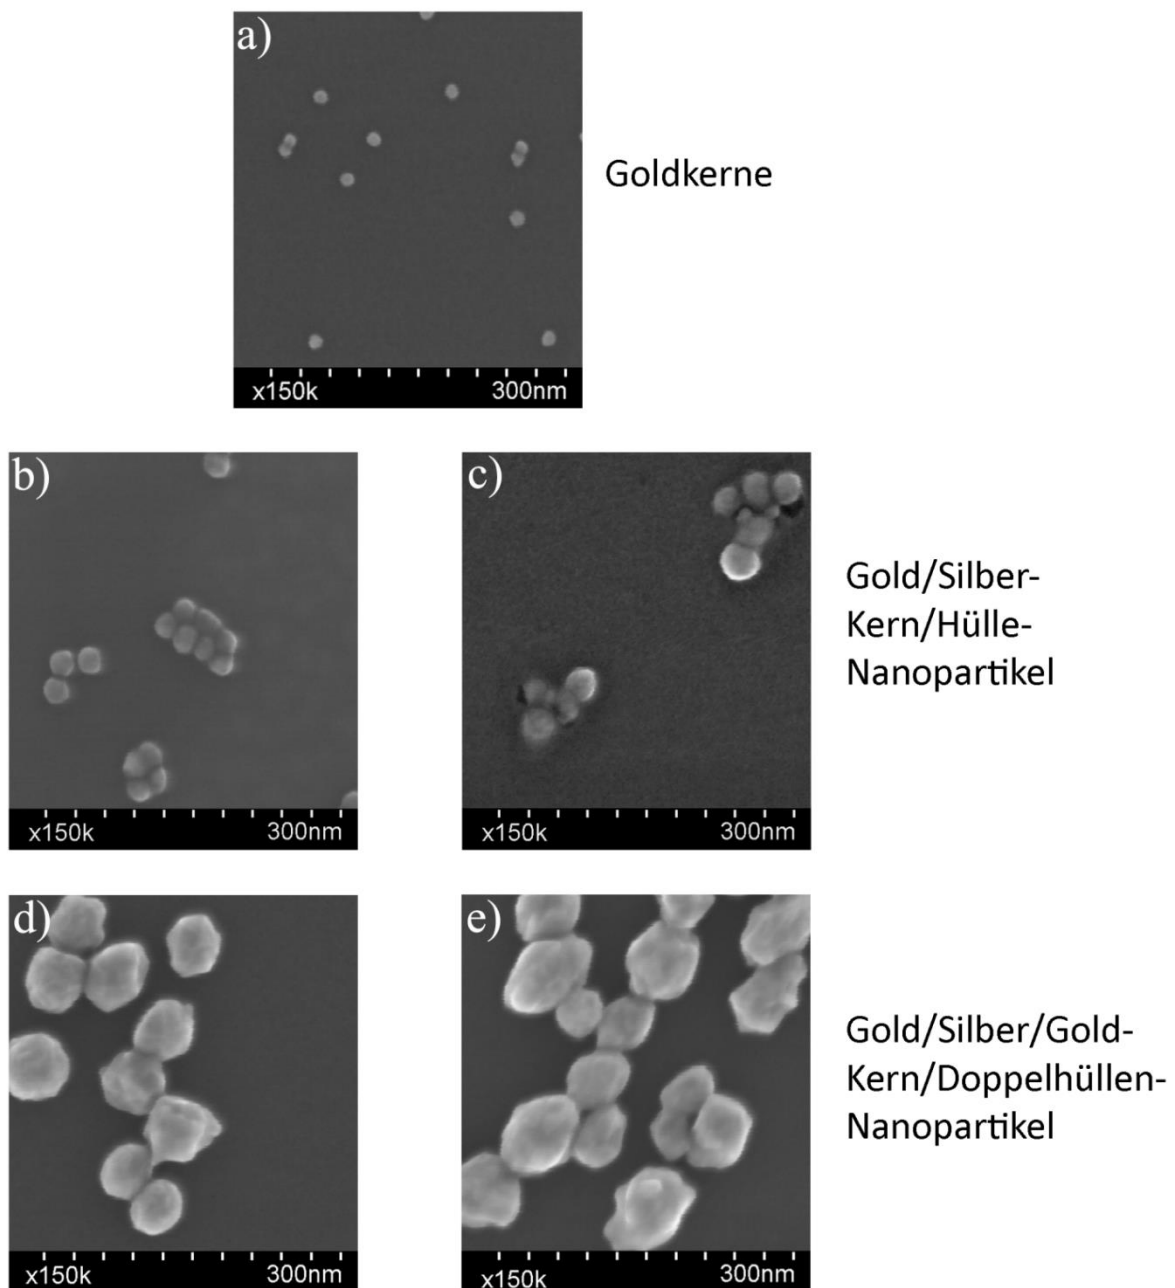 a)
Goldkerne
x150k 300nm
b)
c)
Gold/Silber-
Kern/Hülle-
Nanopartikel
x150k 300nm
x150k 300nm
d)
e)
Gold/Silber/Gold-
Kern/Doppelhüllen-
Nanopartikel
x150k 300nm
x150k 300nm